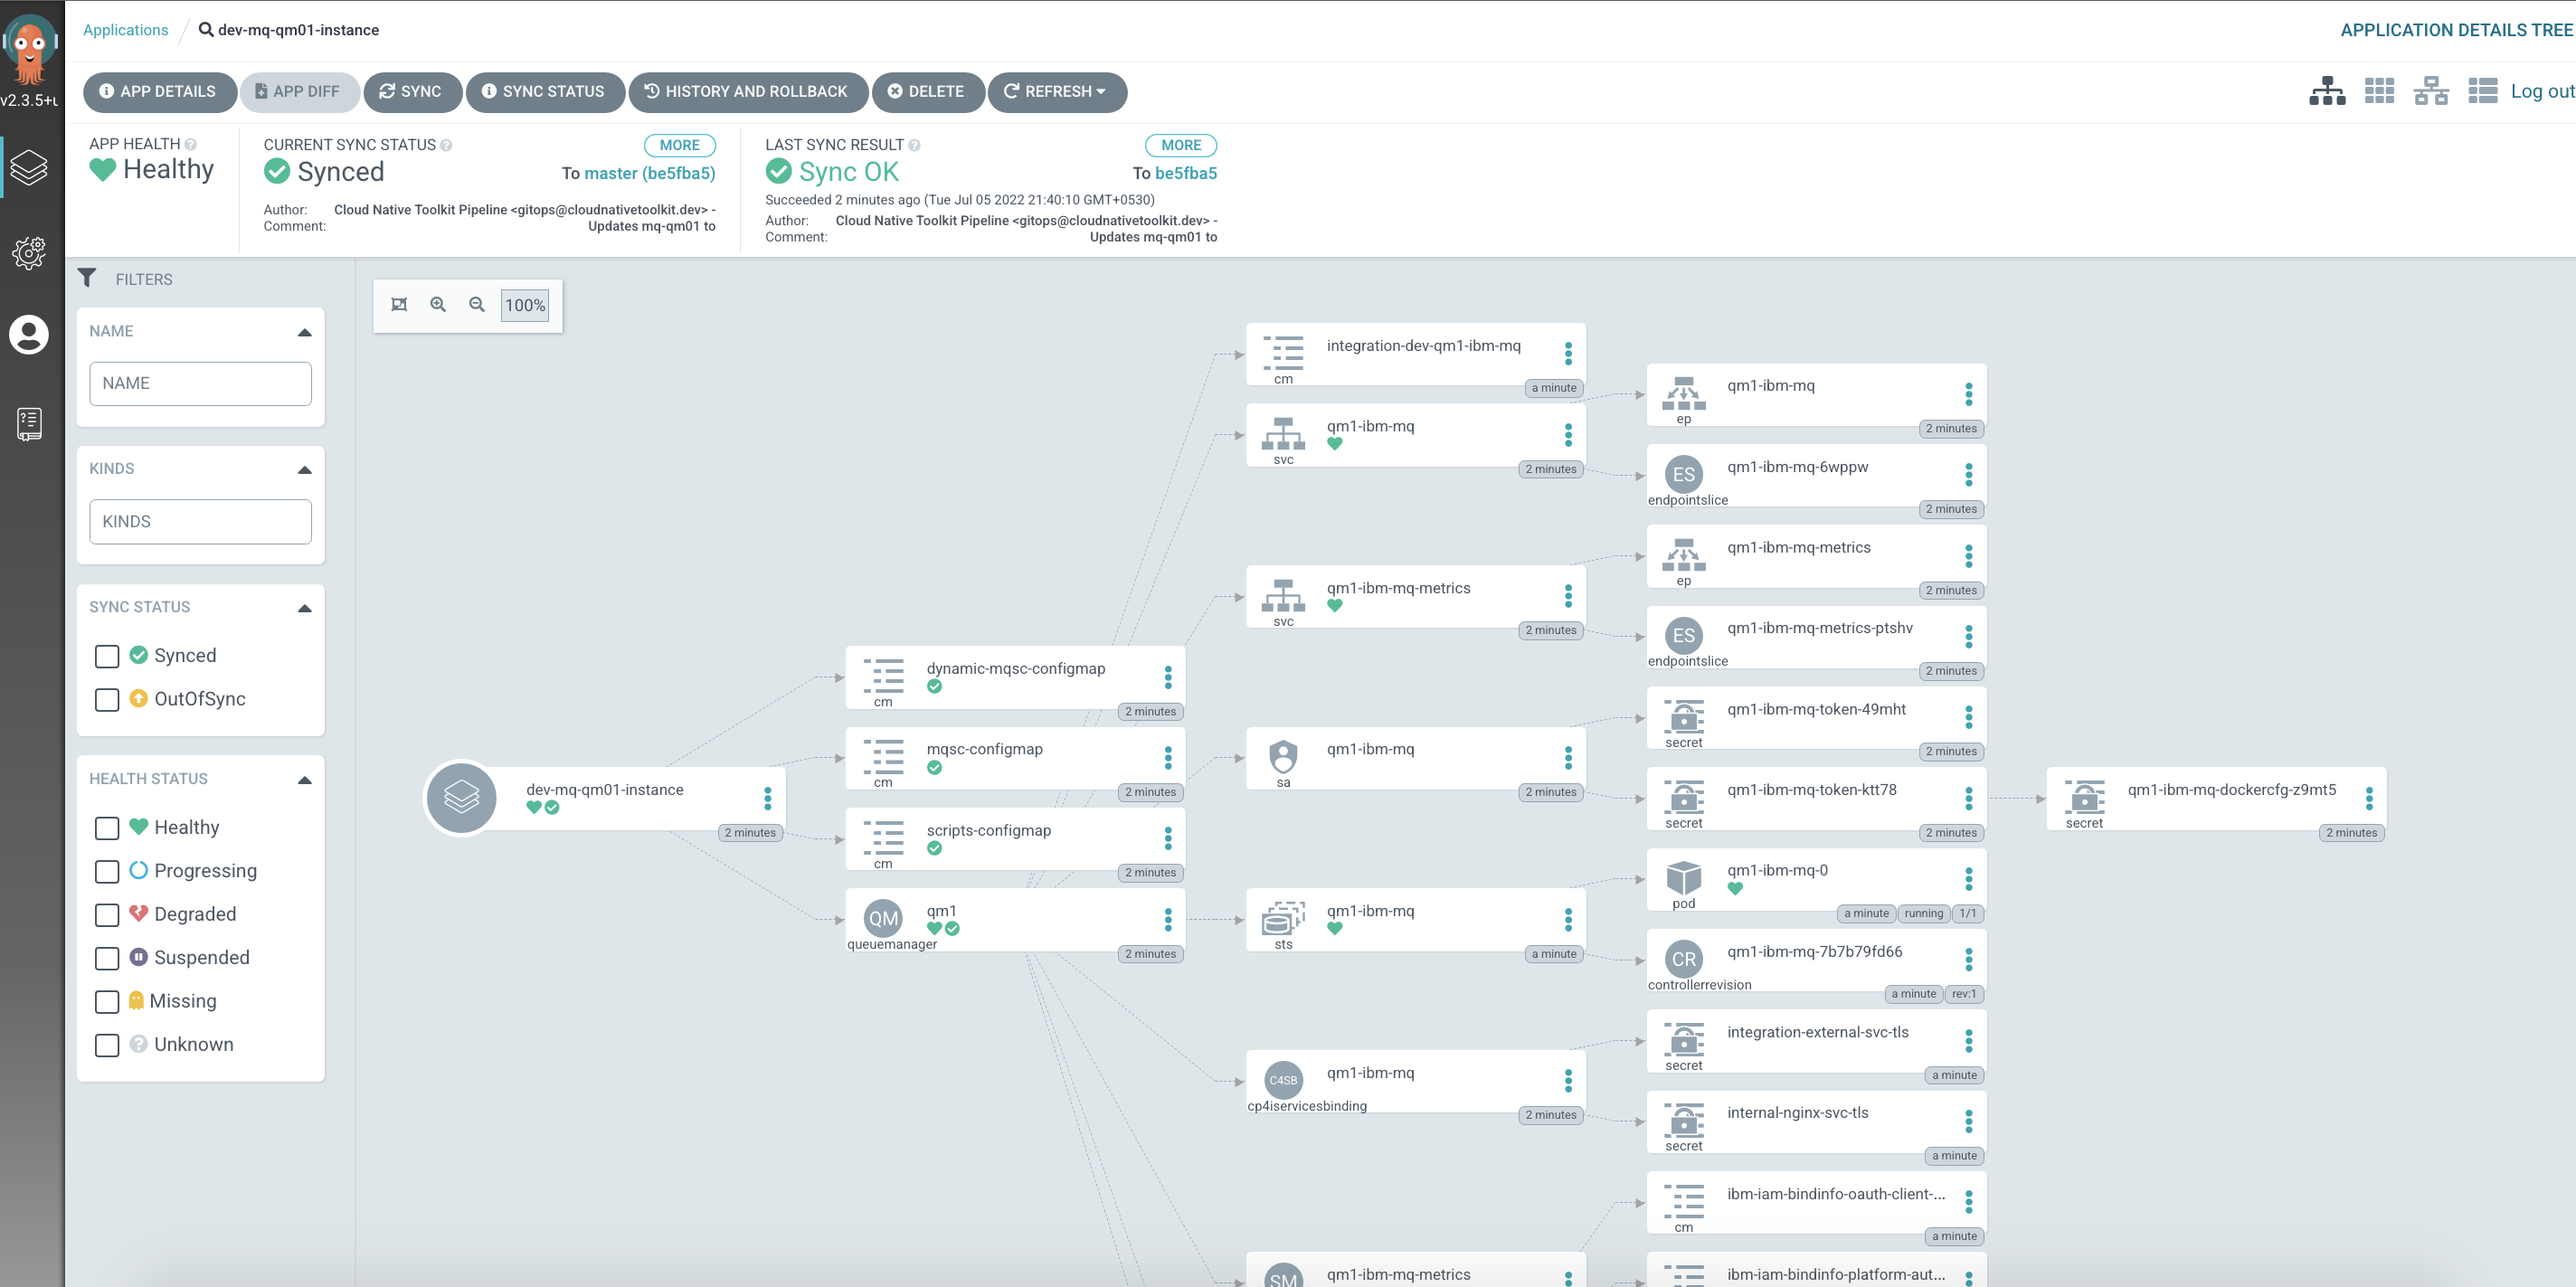 Applications / dev-mq-qm01-instance
APPLICATION DETAILS TREE
v2.3.5+u
APP DETAILS
APP DIFF
SYNC
SYNC STATUS
HISTORY AND ROLLBACK
DELETE
REFRESH
Log out
APP HEALTH
Healthy
CURRENT SYNC STATUS
MORE
Synced
To master (be5fba5)
Author: Cloud Native Toolkit Pipeline <gitops@cloudnativetoolkit.dev> -
Comment: Updates mq-qm01 to
LAST SYNC RESULT
MORE
Sync OK
To be5fba5
Succeeded 2 minutes ago (Tue Jul 05 2022 21:40:10 GMT+0530)
Author: Cloud Native Toolkit Pipeline <gitops@cloudnativetoolkit.dev> -
Comment: Updates mq-qm01 to
FILTERS
NAME
NAME
KINDS
KINDS
SYNC STATUS
Synced
OutOfSync
HEALTH STATUS
Healthy
Progressing
Degraded
Suspended
Missing
Unknown
100%
dev-mq-qm01-instance
2 minutes
dynamic-mqsc-configmap
cm
2 minutes
mqsc-configmap
cm
2 minutes
scripts-configmap
cm
2 minutes
QM
qm1
queuemanager
2 minutes
integration-dev-qm1-ibm-mq
cm
a minute
qm1-ibm-mq
svc
2 minutes
qm1-ibm-mq-metrics
svc
2 minutes
qm1-ibm-mq
sa
2 minutes
qm1-ibm-mq
sts
a minute
C4SB
qm1-ibm-mq
cp4iservicesbinding
2 minutes
SM
qm1-ibm-mq-metrics
qm1-ibm-mq
ep
2 minutes
ES
qm1-ibm-mq-6wppw
endpointslice
2 minutes
qm1-ibm-mq-metrics
ep
2 minutes
ES
qm1-ibm-mq-metrics-ptshv
endpointslice
2 minutes
qm1-ibm-mq-token-49mht
secret
2 minutes
qm1-ibm-mq-token-ktt78
secret
2 minutes
qm1-ibm-mq-0
pod
a minute running 1/1
CR
qm1-ibm-mq-7b7b79fd66
controllerrevision
a minute rev:1
integration-external-svc-tls
secret
a minute
internal-nginx-svc-tls
secret
a minute
ibm-iam-bindinfo-oauth-client-...
cm
a minute
ibm-iam-bindinfo-platform-aut...
qm1-ibm-mq-dockercfg-z9mt5
secret
2 minutes